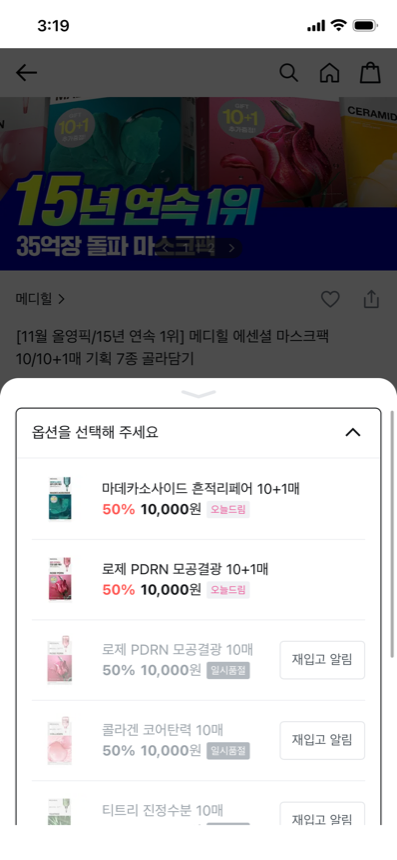 3:19
10+1
10+1
CERAMID
15년 연속 1위
35억장 돌파 마스크팩
메디힐
[11월 올영픽/15년 연속 1위] 메디힐 에센셜 마스크팩
10/10+1매 기획 7종 골라담기
옵션을 선택해 주세요
마데카소사이드 흔적리페어 10+1매
50% 10,000원 오늘드림
로제 PDRN 모공결광 10+1매
50% 10,000원 오늘드림
로제 PDRN 모공결광 10매
50% 10,000원 일시품절
재입고 알림
콜라겐 코어탄력 10매
50% 10,000원 일시품절
재입고 알림
티트리 진정수분 10매
재입고 알림